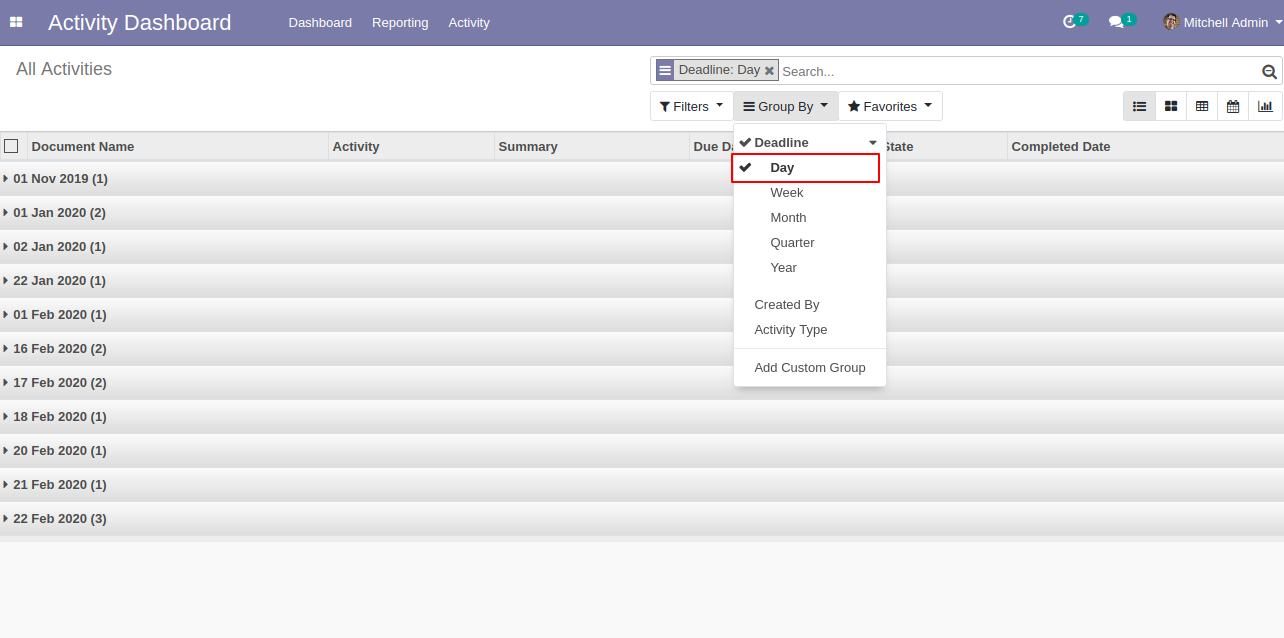 Activity Dashboard Dashboard Reporting Activity 7 1 Mitchell Admin
All Activities
Deadline: Day Search...
Filters Group By Favorites
Document Name Activity Summary Due Da State Completed Date
Deadline
Day
Week
Month
Quarter
Year
Created By
Activity Type
Add Custom Group
01 Nov 2019 (1)
01 Jan 2020 (2)
02 Jan 2020 (1)
22 Jan 2020 (1)
01 Feb 2020 (1)
16 Feb 2020 (2)
17 Feb 2020 (2)
18 Feb 2020 (1)
20 Feb 2020 (1)
21 Feb 2020 (1)
22 Feb 2020 (3)